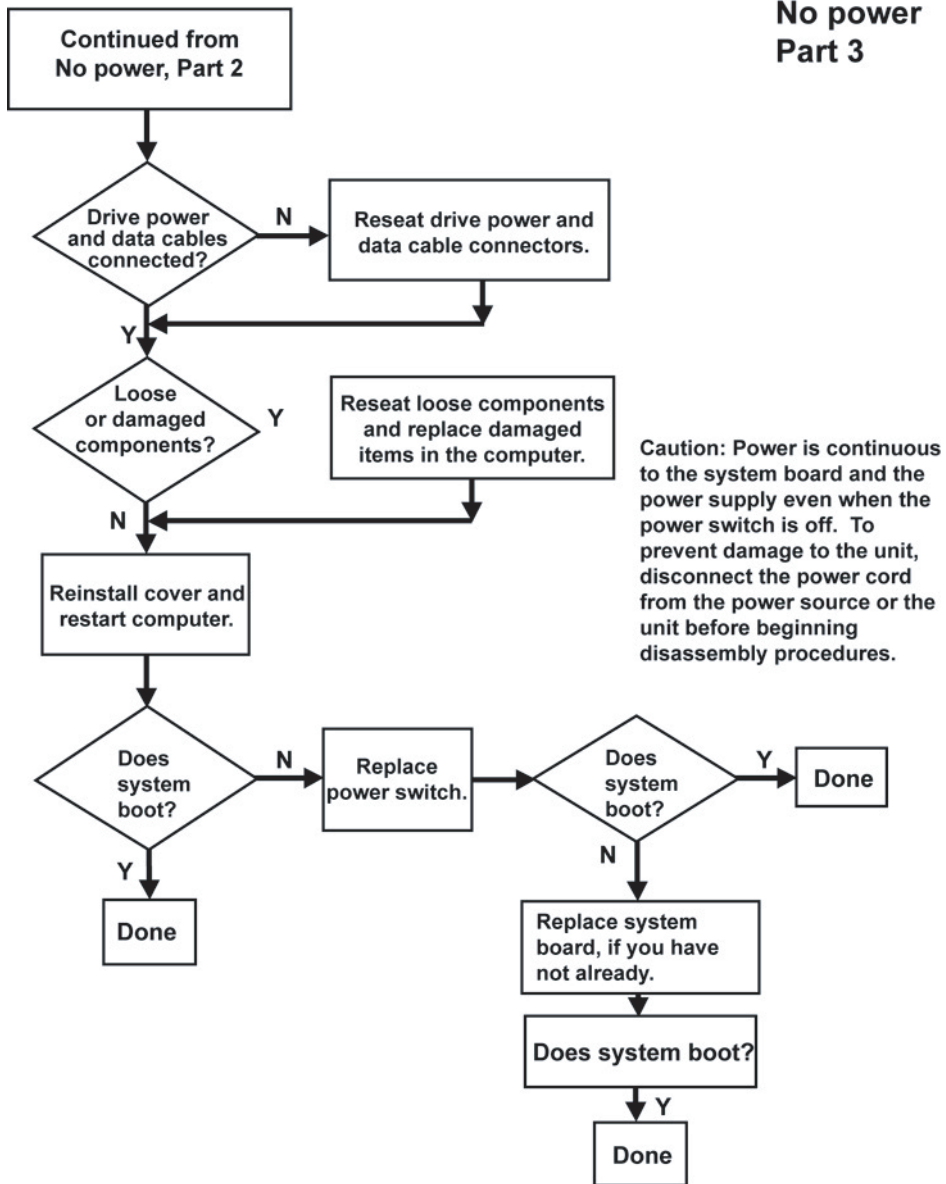 No power
Part 3
Continued from
No power, Part 2
Drive power
and data cables
connected?
N
Reseat drive power and
data cable connectors.
Y
Loose
or damaged
components?
Y
Reseat loose components
and replace damaged
items in the computer.
Caution: Power is continuous
to the system board and the
power supply even when the
power switch is off. To
prevent damage to the unit,
disconnect the power cord
from the power source or the
unit before beginning
disassembly procedures.
N
Reinstall cover and
restart computer.
Does
system
boot?
N
Replace
power switch.
Does
system
boot?
Y
Done
Y
Done
N
Replace system
board, if you have
not already.
Does system boot?
Y
Done